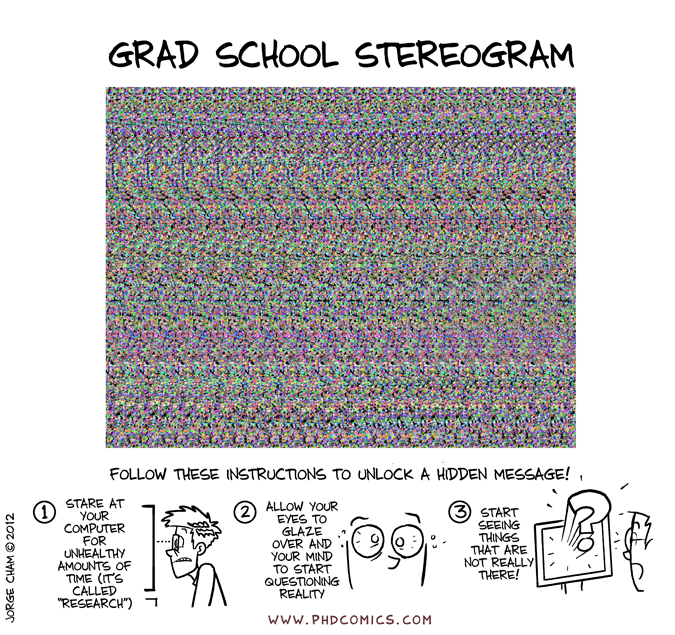 GRAD SCHOOL STEREOGRAM
FOLLOW THESE INSTRUCTIONS TO UNLOCK A HIDDEN MESSAGE!
1
STARE AT
YOUR
COMPUTER
FOR
UNHEALTHY
AMOUNTS OF
TIME (IT'S
CALLED
"RESEARCH")
2
ALLOW YOUR
EYES TO
GLAZE
OVER AND
YOUR MIND
TO START
QUESTIONING
REALITY
3
START
SEEING
THINGS
THAT ARE
NOT REALLY
THERE!
?
JORGE CHAM © 2012
WWW.PHDCOMICS.COM